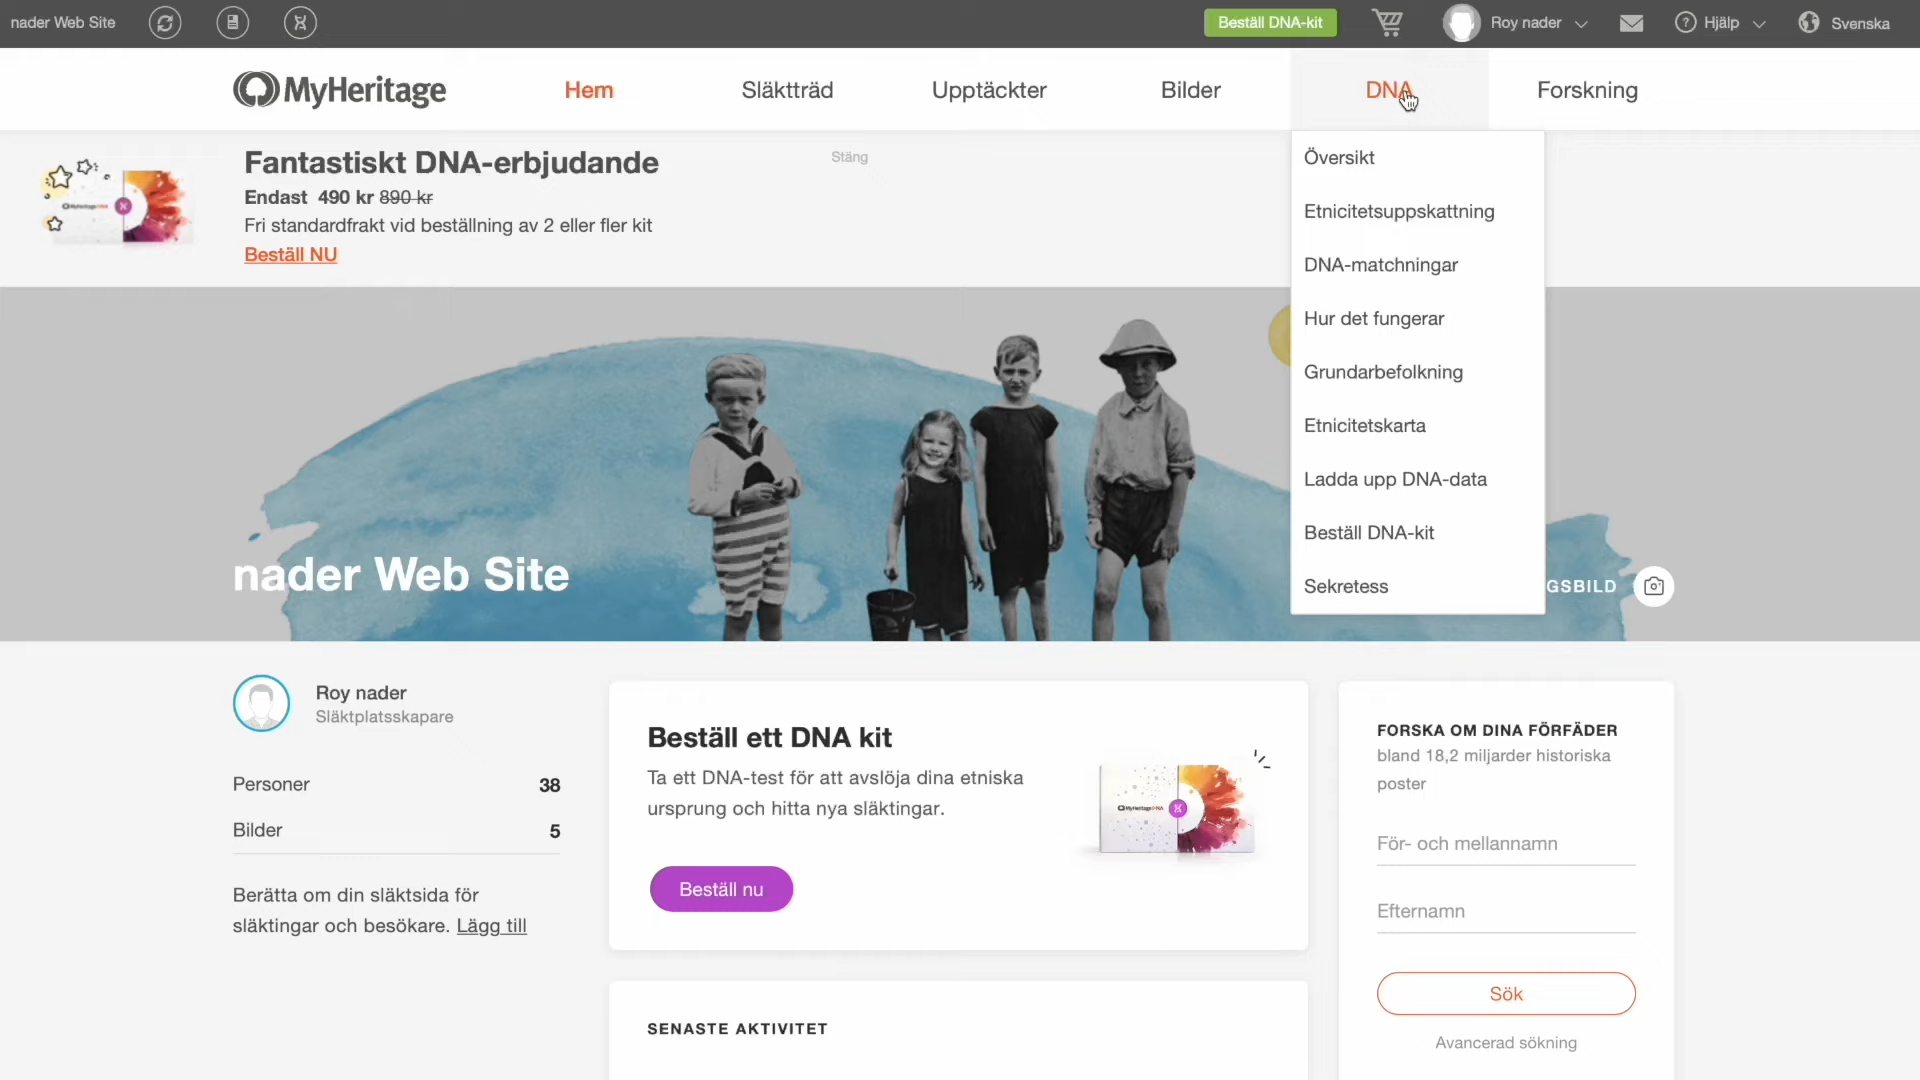 nader Web Site
Beställ DNA-kit
Roy nader
Hjälp
Svenska
MyHeritage
Hem
Släktträd
Upptäckter
Bilder
DNA
Forskning
Fantastiskt DNA-erbjudande
Stäng
Endast 490 kr 890 kr
Fri standardfrakt vid beställning av 2 eller fler kit
Beställ NU
MyHeritage DNA
Översikt
Etnicitetsuppskattning
DNA-matchningar
Hur det fungerar
Grundarbefolkning
Etnicitetskarta
Ladda upp DNA-data
Beställ DNA-kit
Sekretess
nader Web Site
GSBILD
Roy nader
Släktplatsskapare
Personer 38
Bilder 5
Berätta om din släktsida för
släktingar och besökare. Lägg till
Beställ ett DNA kit
Ta ett DNA-test för att avslöja dina etniska
ursprung och hitta nya släktingar.
Beställ nu
MyHeritage DNA
SENASTE AKTIVITET
FORSKA OM DINA FÖRFÄDER
bland 18,2 miljarder historiska
poster
För- och mellannamn
Efternamn
Sök
Avancerad sökning